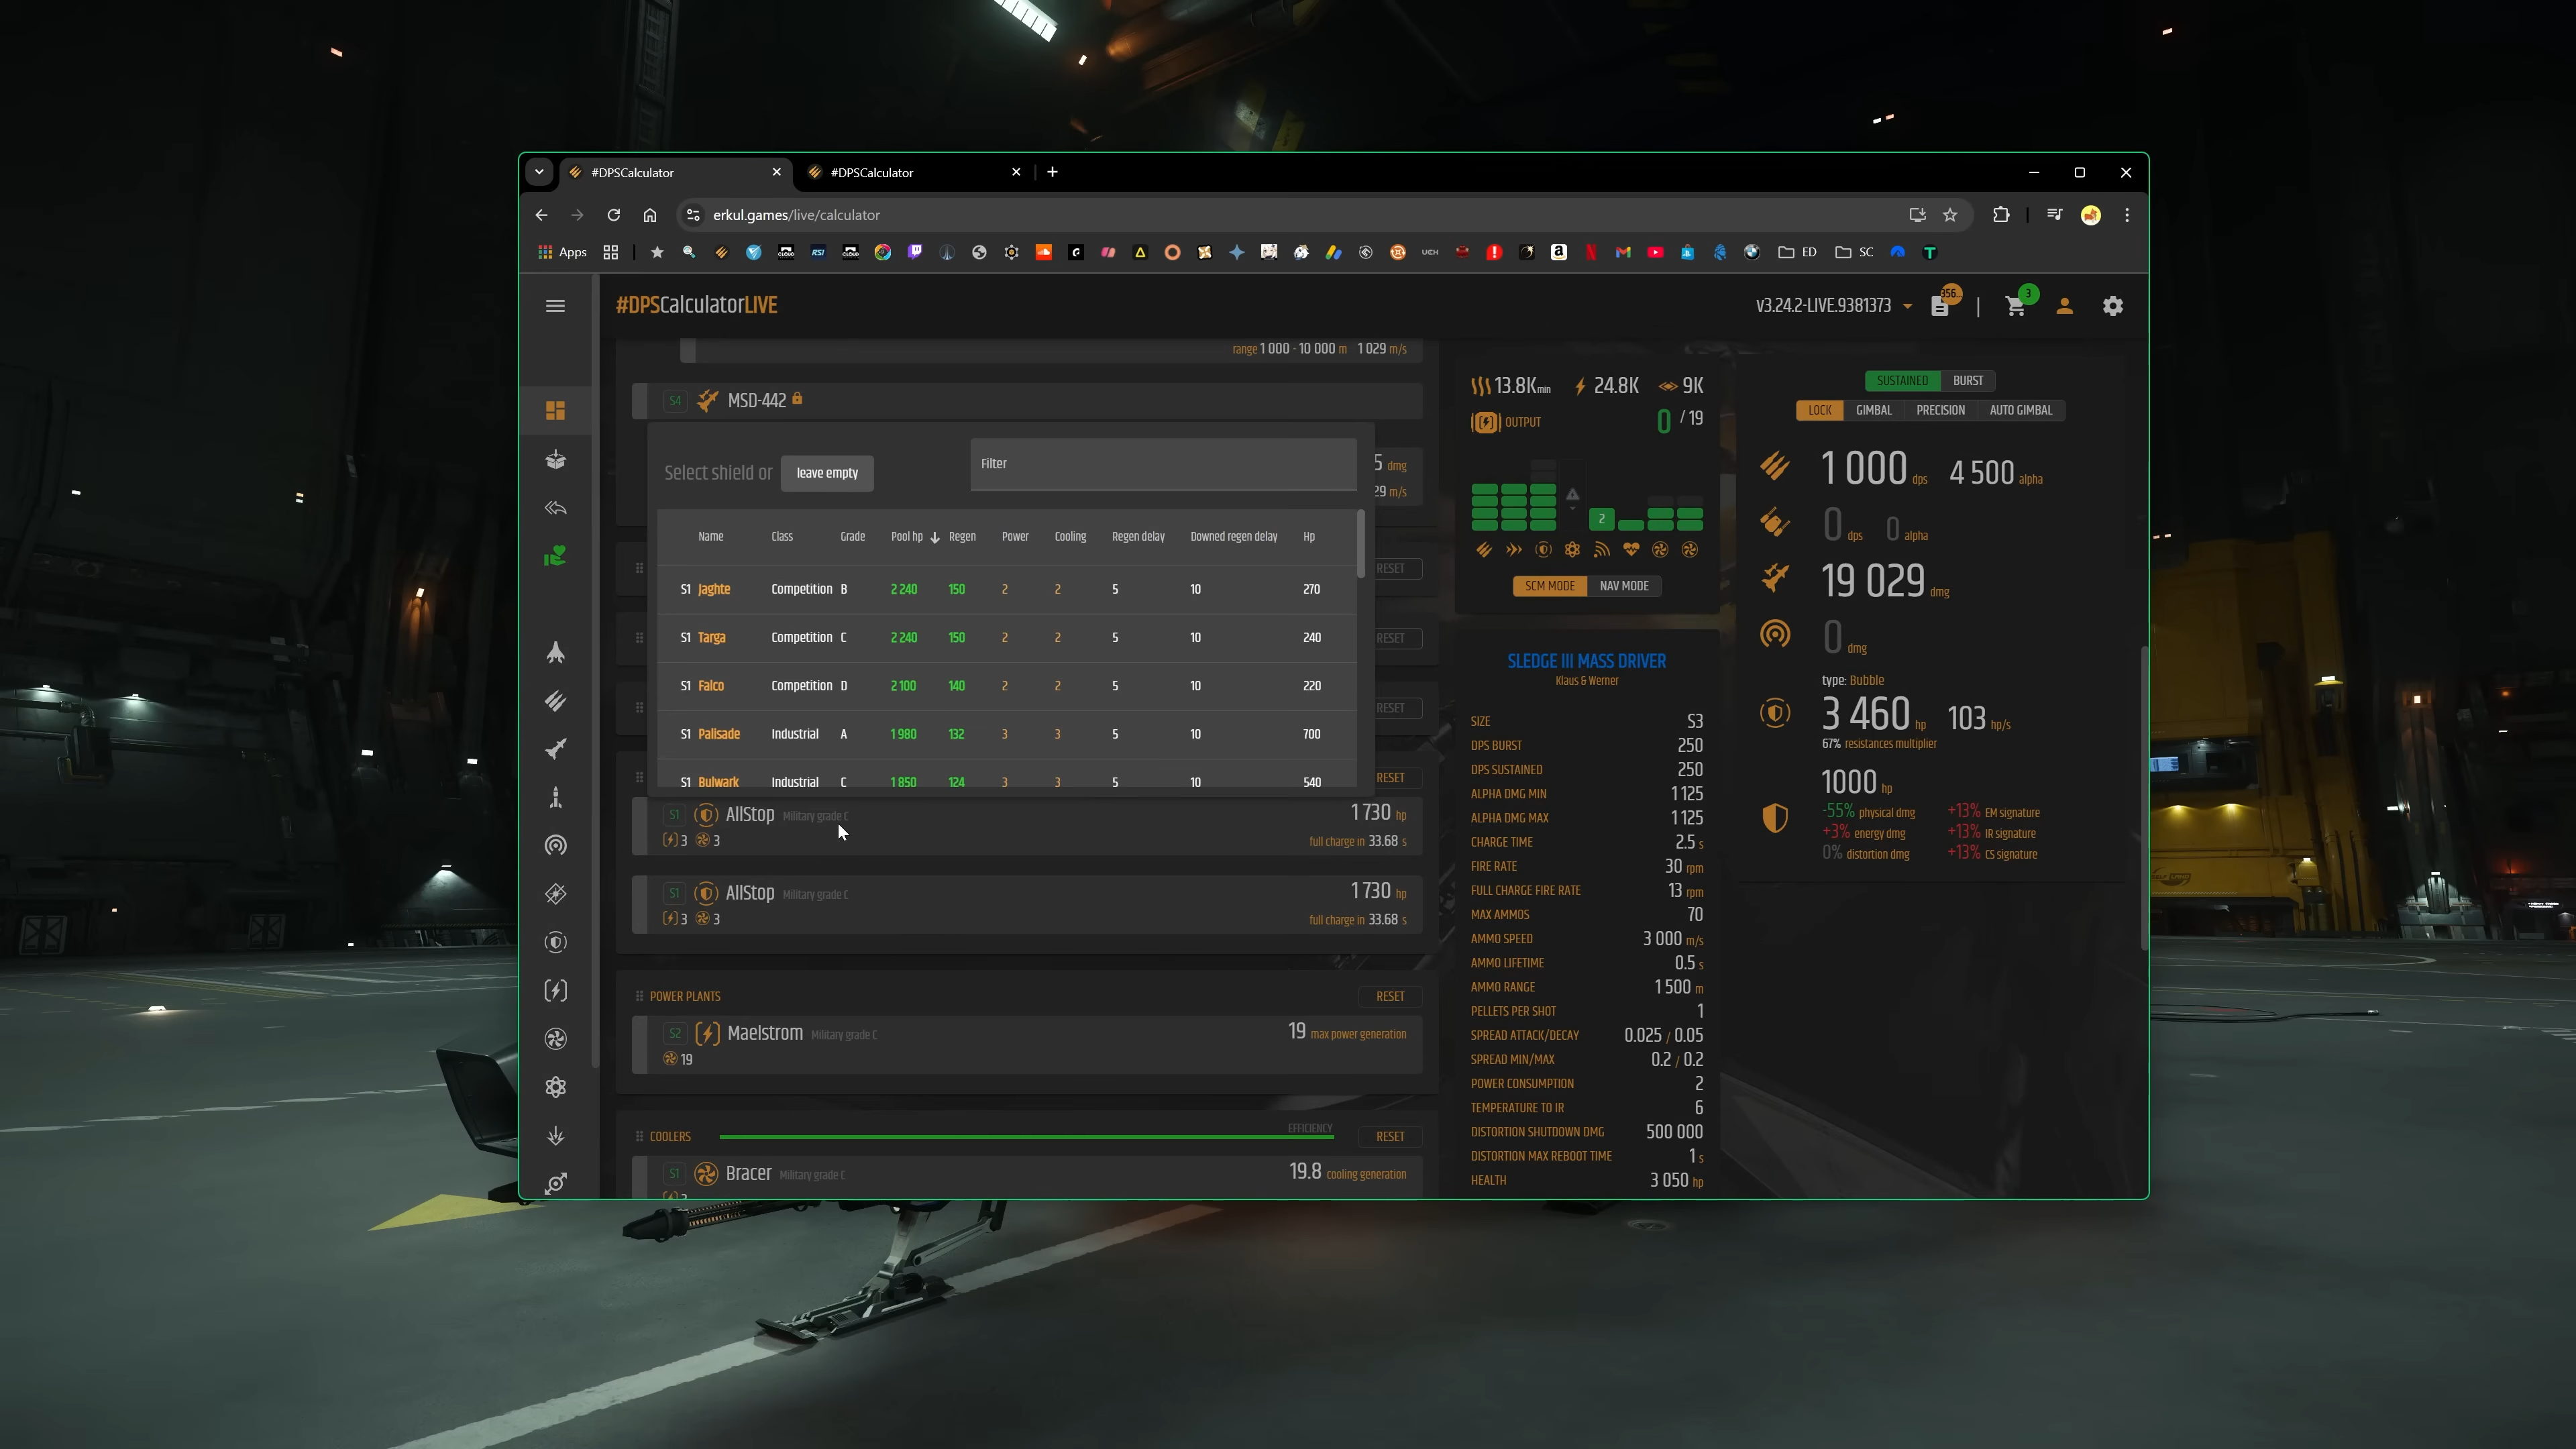 #DPSCalculator
#DPSCalculator
erkul.games/live/calculator
Apps
RSI
ED
SC
#DPSCalculatorLIVE
v3.24.2-LIVE.9381373
356...
3
range 1 000 - 10 000 m 1 029 m/s
S4 MSD-442
Select shield or leave empty
Filter
5 dmg
29 m/s
Name Class Grade Pool hp Regen Power Cooling Regen delay Downed regen delay Hp
S1 Jaghte Competition B 2 240 150 2 2 5 10 270
S1 Targa Competition C 2 240 150 2 2 5 10 240
S1 Falco Competition D 2 100 140 2 2 5 10 220
S1 Palisade Industrial A 1 980 132 3 3 5 10 700
S1 Bulwark Industrial C 1 850 124 3 3 5 10 540
RESET
RESET
RESET
RESET
S1 AllStop Military grade C 1 730 hp
3 3 full charge in 33.68 s
S1 AllStop Military grade C 1 730 hp
3 3 full charge in 33.68 s
POWER PLANTS RESET
S2 Maelstrom Military grade C 19 max power generation
19
COOLERS EFFICIENCY RESET
S1 Bracer Military grade C 19.8 cooling generation
13.8K min 24.8K 9K
OUTPUT 0 / 19
2
SCM MODE NAV MODE
SLEDGE III MASS DRIVER
Klaus & Werner
SIZE S3
DPS BURST 250
DPS SUSTAINED 250
ALPHA DMG MIN 1 125
ALPHA DMG MAX 1 125
CHARGE TIME 2.5 s
FIRE RATE 30 rpm
FULL CHARGE FIRE RATE 13 rpm
MAX AMMOS 70
AMMO SPEED 3 000 m/s
AMMO LIFETIME 0.5 s
AMMO RANGE 1 500 m
PELLETS PER SHOT 1
SPREAD ATTACK/DECAY 0.025 / 0.05
SPREAD MIN/MAX 0.2 / 0.2
POWER CONSUMPTION 2
TEMPERATURE TO IR 6
DISTORTION SHUTDOWN DMG 500 000
DISTORTION MAX REBOOT TIME 1 s
HEALTH 3 050 hp
SUSTAINED BURST
LOCK GIMBAL PRECISION AUTO GIMBAL
1 000 dps 4 500 alpha
0 dps 0 alpha
19 029 dmg
0 dmg
type: Bubble
3 460 hp 103 hp/s
67% resistances multiplier
1000 hp
-55% physical dmg +13% EM signature
+3% energy dmg +13% IR signature
0% distortion dmg +13% CS signature